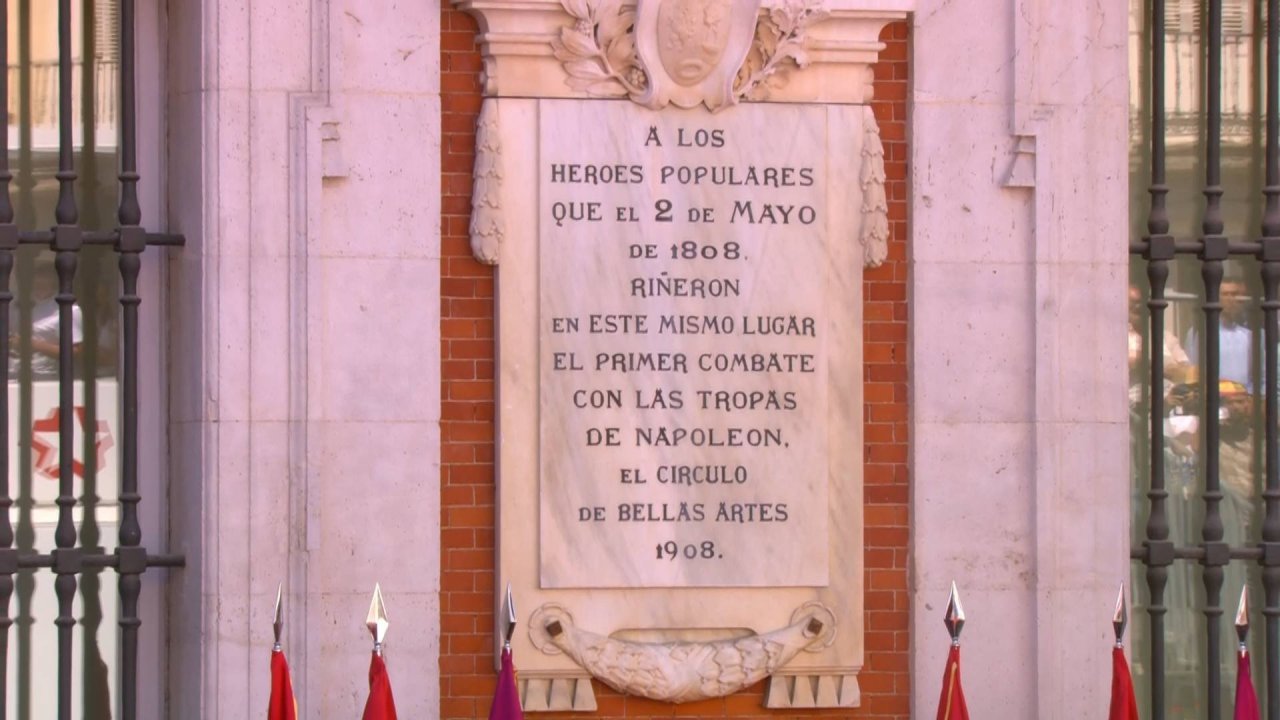 A LOS
HEROES POPULARES
QUE EL 2 DE MAYO
DE 1808.
RIÑERON
EN ESTE MISMO LUGAR
EL PRIMER COMBATE
CON LAS TROPAS
DE NAPOLEON,
EL CIRCULO
DE BELLAS ARTES
1908.